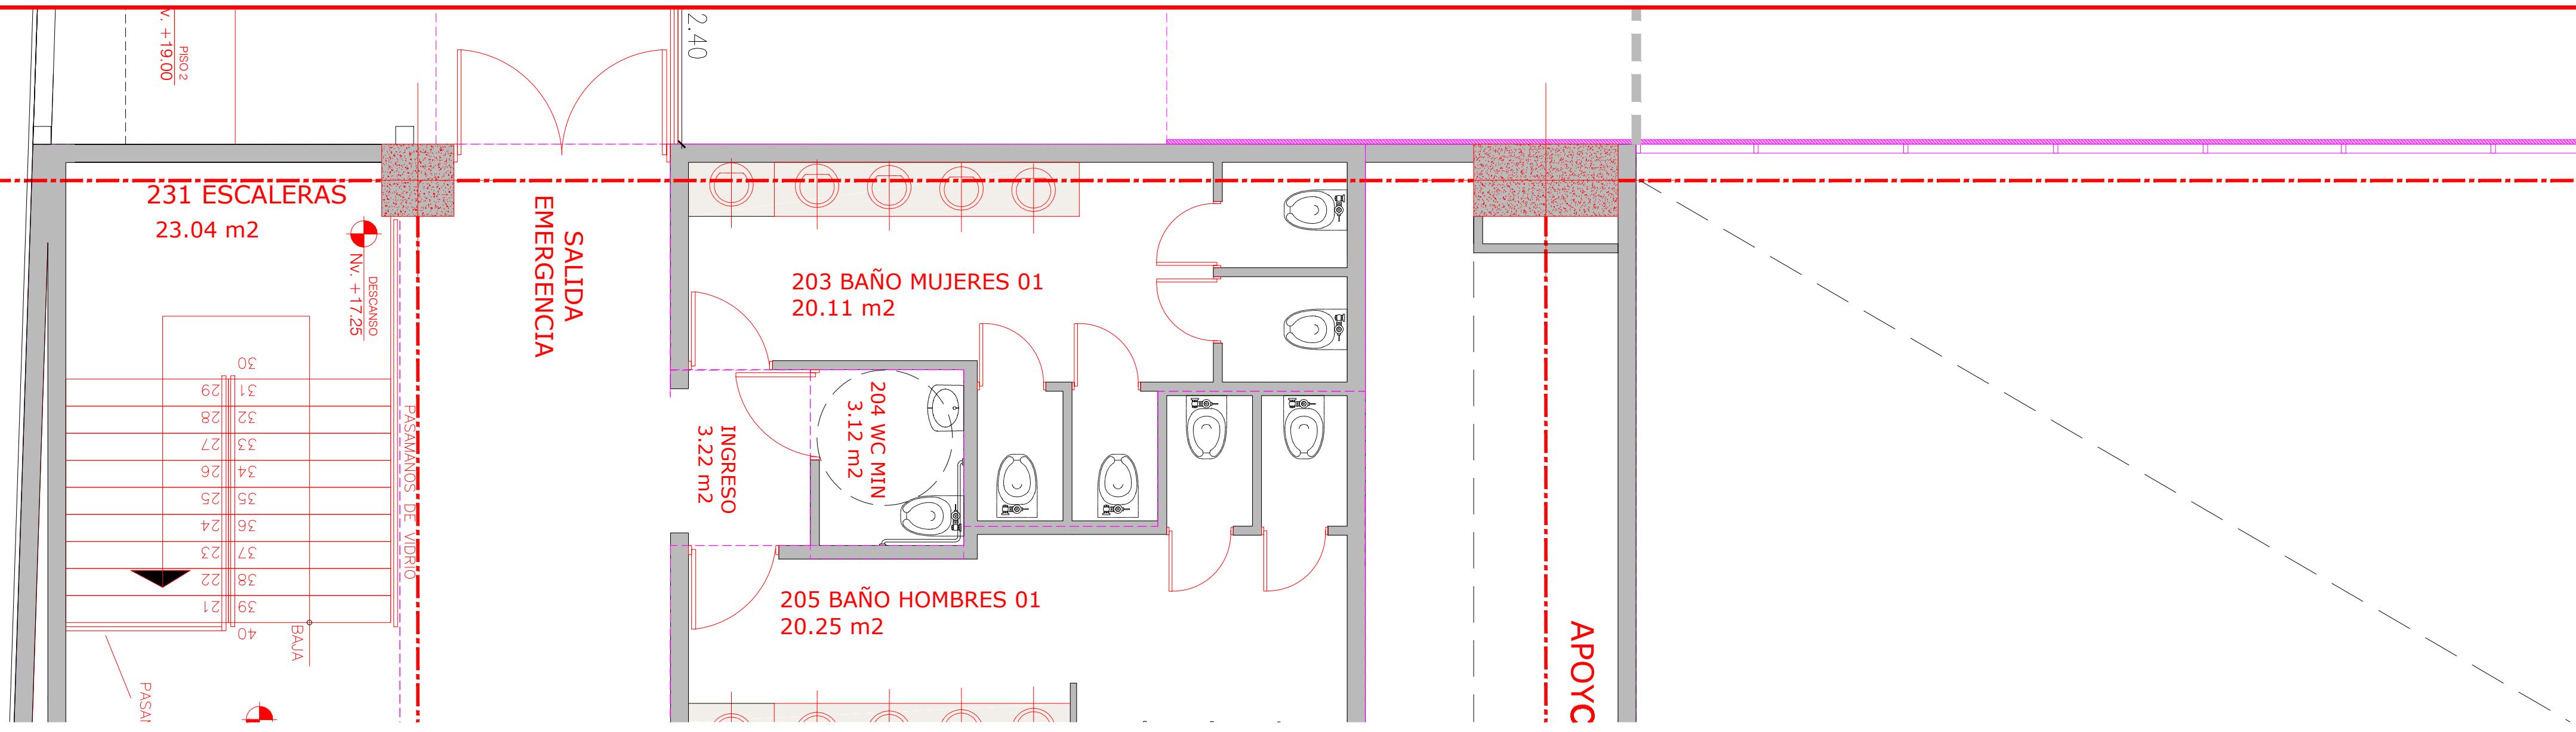 Nv. +19.00
PISO 2
2.40
231 ESCALERAS
23.04 m2
DESCANSO
Nv. +17.25
SALIDA
EMERGENCIA
203 BAÑO MUJERES 01
20.11 m2
204 WC MIN
3.12 m2
INGRESO
3.22 m2
PASAMANOS DE VIDRIO
30
29 31
28 32
27 33
26 34
25 35
24 36
23 37
22 38
21 39
40
BAJA
205 BAÑO HOMBRES 01
20.25 m2
APOYO